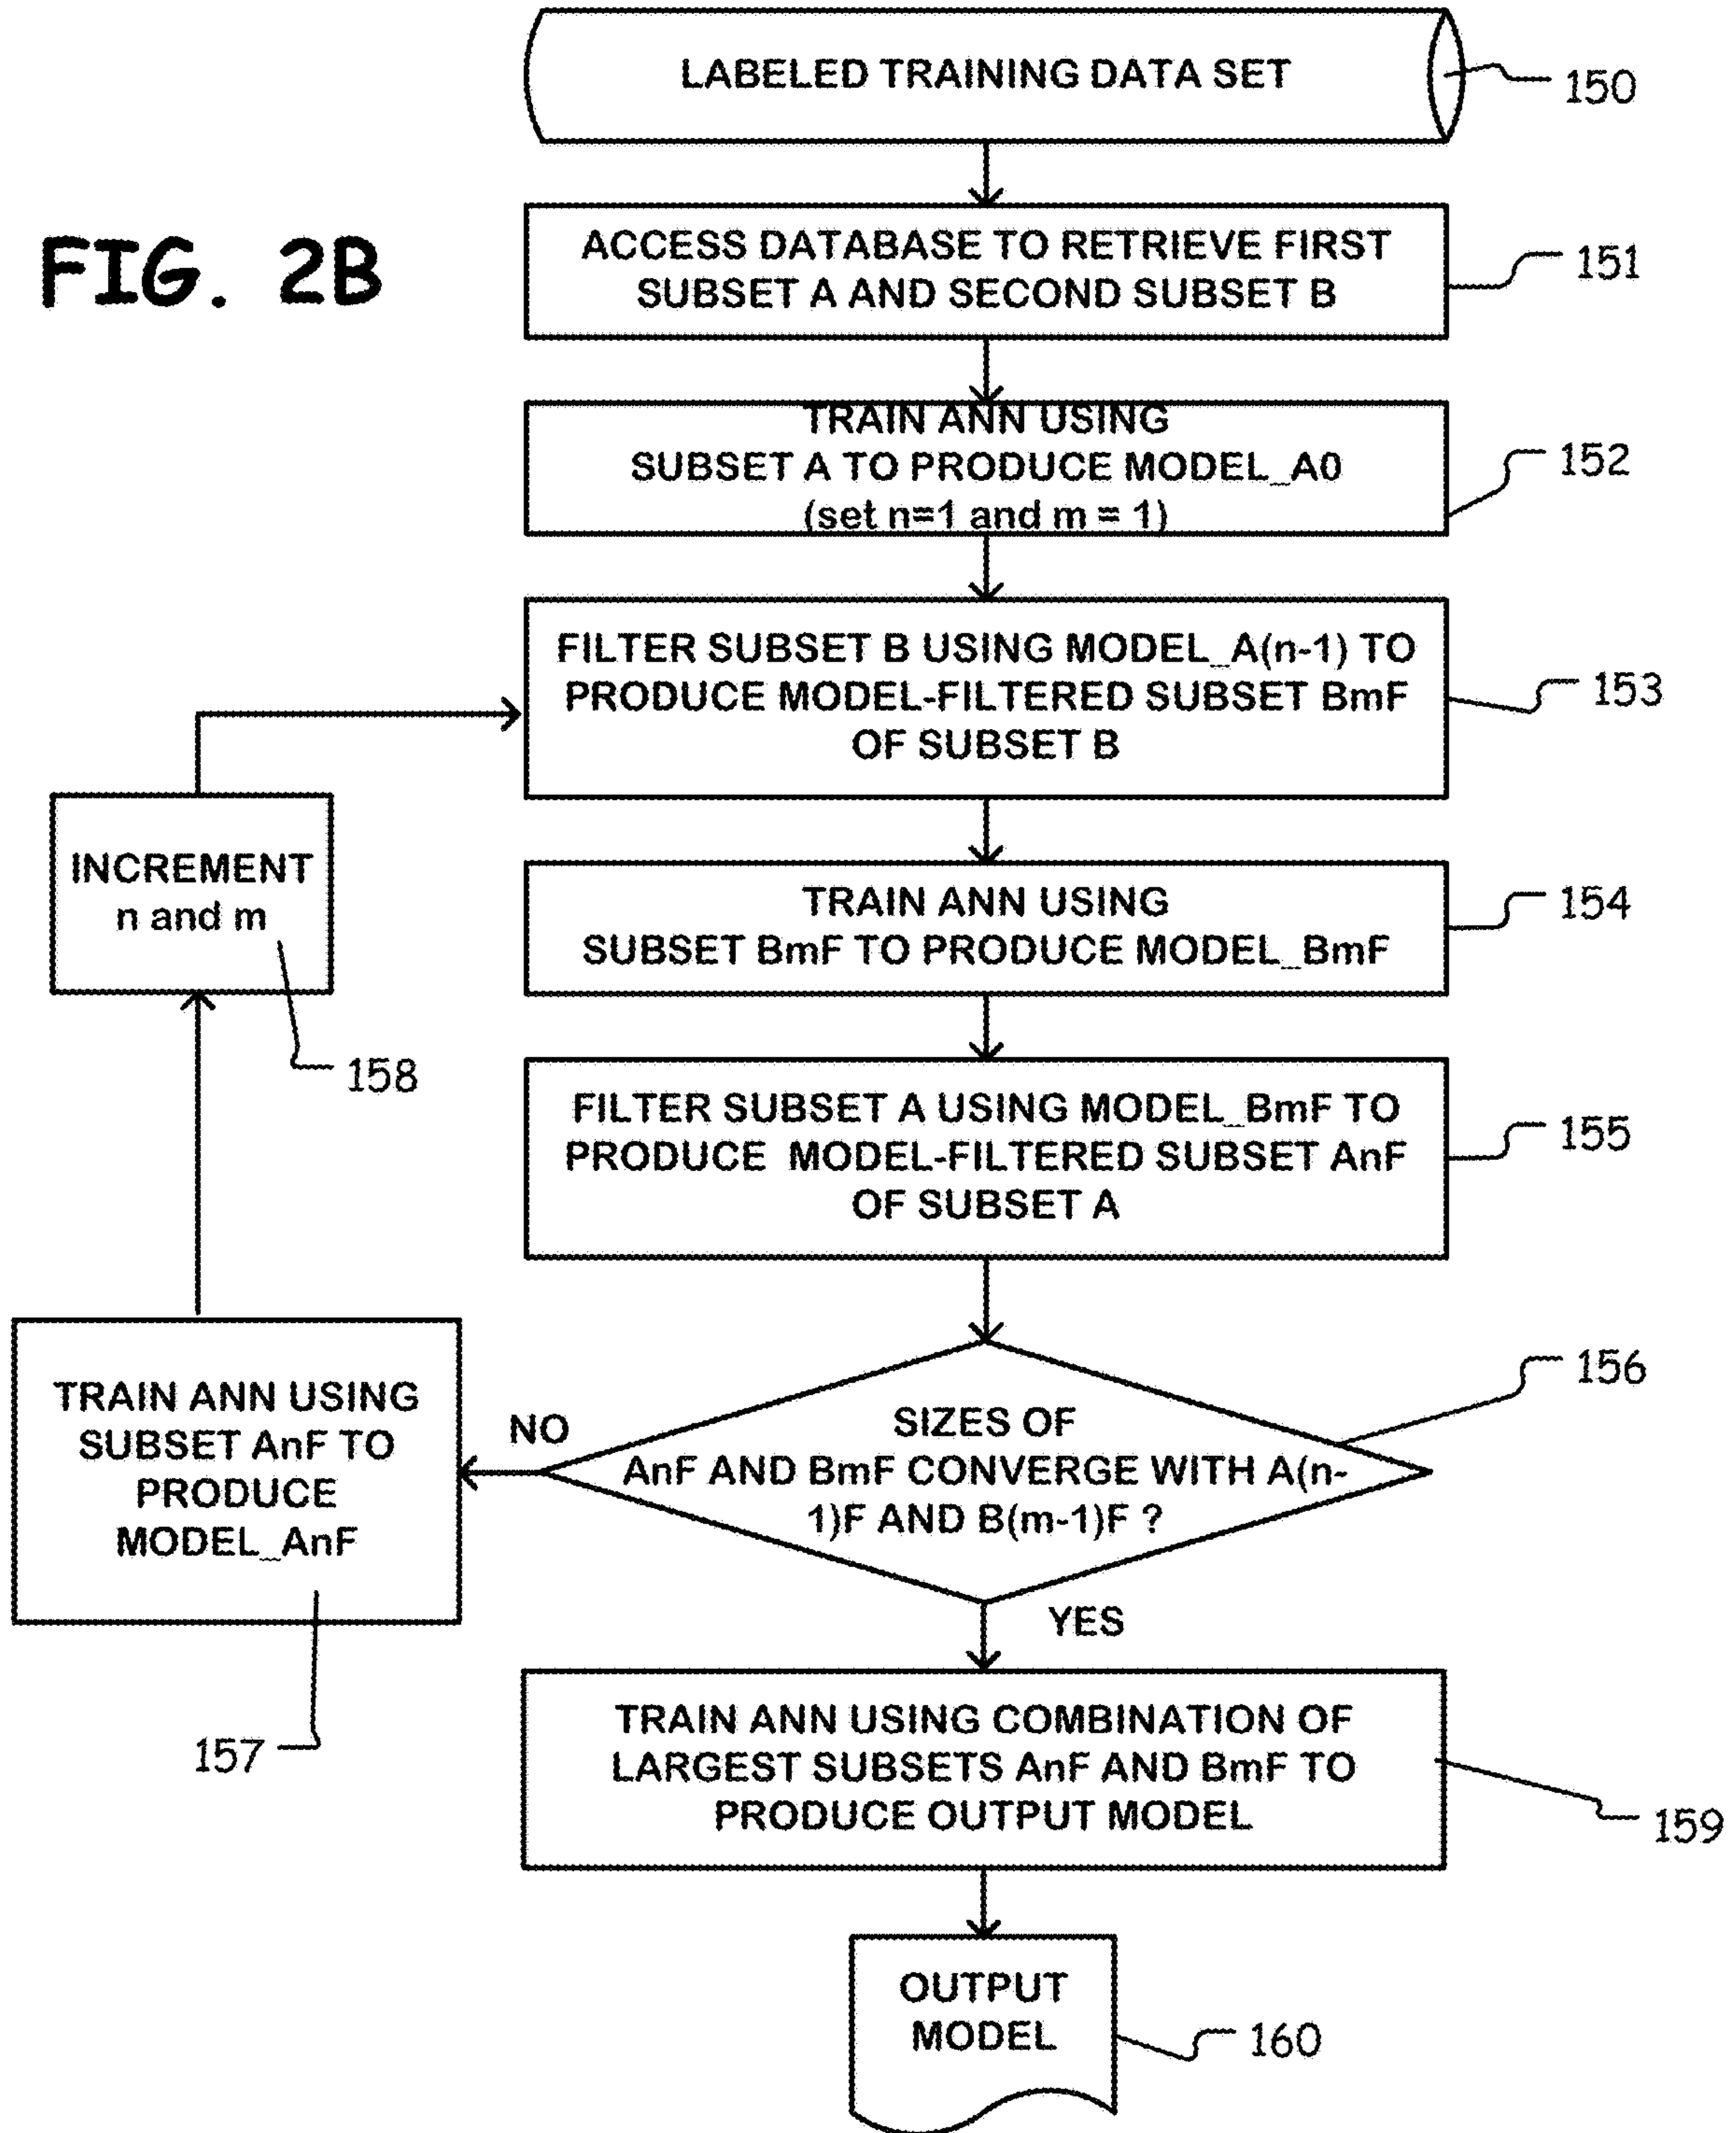 LABELED TRAINING DATA SET
150
FIG. 2B
ACCESS DATABASE TO RETRIEVE FIRST
SUBSET A AND SECOND SUBSET B
151
TRAIN ANN USING
SUBSET A TO PRODUCE MODEL_A0
(set n=1 and m = 1)
152
FILTER SUBSET B USING MODEL_A(n-1) TO
PRODUCE MODEL-FILTERED SUBSET BmF
OF SUBSET B
153
INCREMENT
n and m
158
TRAIN ANN USING
SUBSET BmF TO PRODUCE MODEL_BmF
154
FILTER SUBSET A USING MODEL_BmF TO
PRODUCE MODEL-FILTERED SUBSET AnF
OF SUBSET A
155
SIZES OF
AnF AND BmF CONVERGE WITH A(n-
1)F AND B(m-1)F ?
156
NO
TRAIN ANN USING
SUBSET AnF TO
PRODUCE
MODEL_AnF
157
YES
TRAIN ANN USING COMBINATION OF
LARGEST SUBSETS AnF AND BmF TO
PRODUCE OUTPUT MODEL
159
OUTPUT
MODEL
160